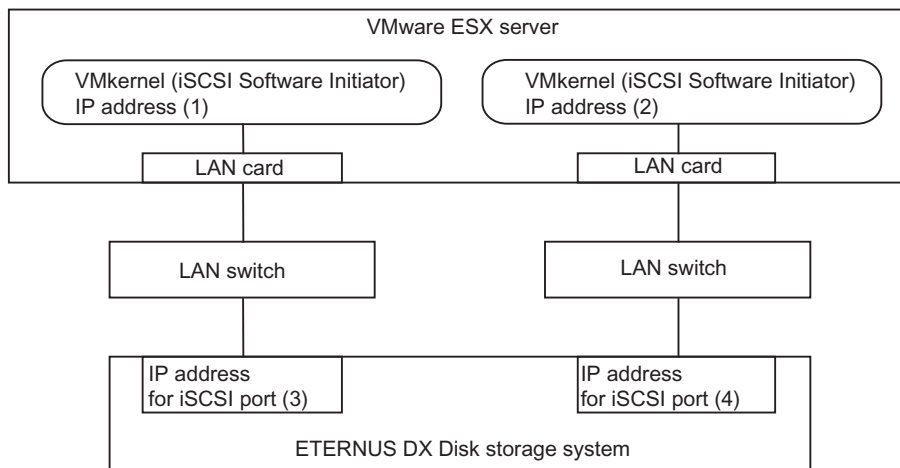 VMware ESX server
VMkernel (iSCSI Software Initiator)
IP address (1)
VMkernel (iSCSI Software Initiator)
IP address (2)
LAN card
LAN card
LAN switch
LAN switch
IP address
for iSCSI port (3)
IP address
for iSCSI port (4)
ETERNUS DX Disk storage system